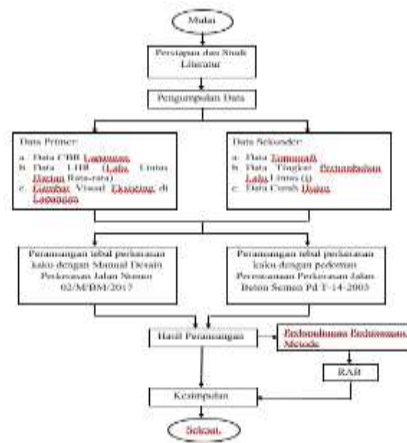 Mulai
Persiapan dan Studi
Literatur
Pengumpulan Data
Data Primer:
a. Data CBR Lapangan
b. Data LHR (Lalu Lintas
Harian Rata-rata)
c. Gambar Visual Eksisting di
Lapangan
Data Sekunder:
a. Data Topografi
b. Data Tingkat Pertumbuhan
Lalu Lintas (i)
c. Data Curah Hujan
Perancangan tebal perkerasan
kaku dengan Manual Desain
Perkerasan Jalan Nomor
02/M/BM/2017
Perancangan tebal perkerasan
kaku dengan pedoman
Perencanaan Perkerasan Jalan
Beton Semen Pd T-14-2003
Hasil Perancangan
Metode
RAB
Kesimpulan
Selesai